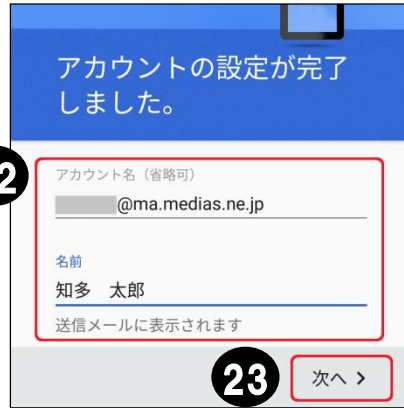 アカウントの設定が完了
しました。
2
アカウント名（省略可）
@ma.medias.ne.jp
名前
知多　太郎
送信メールに表示されます
23 次へ >